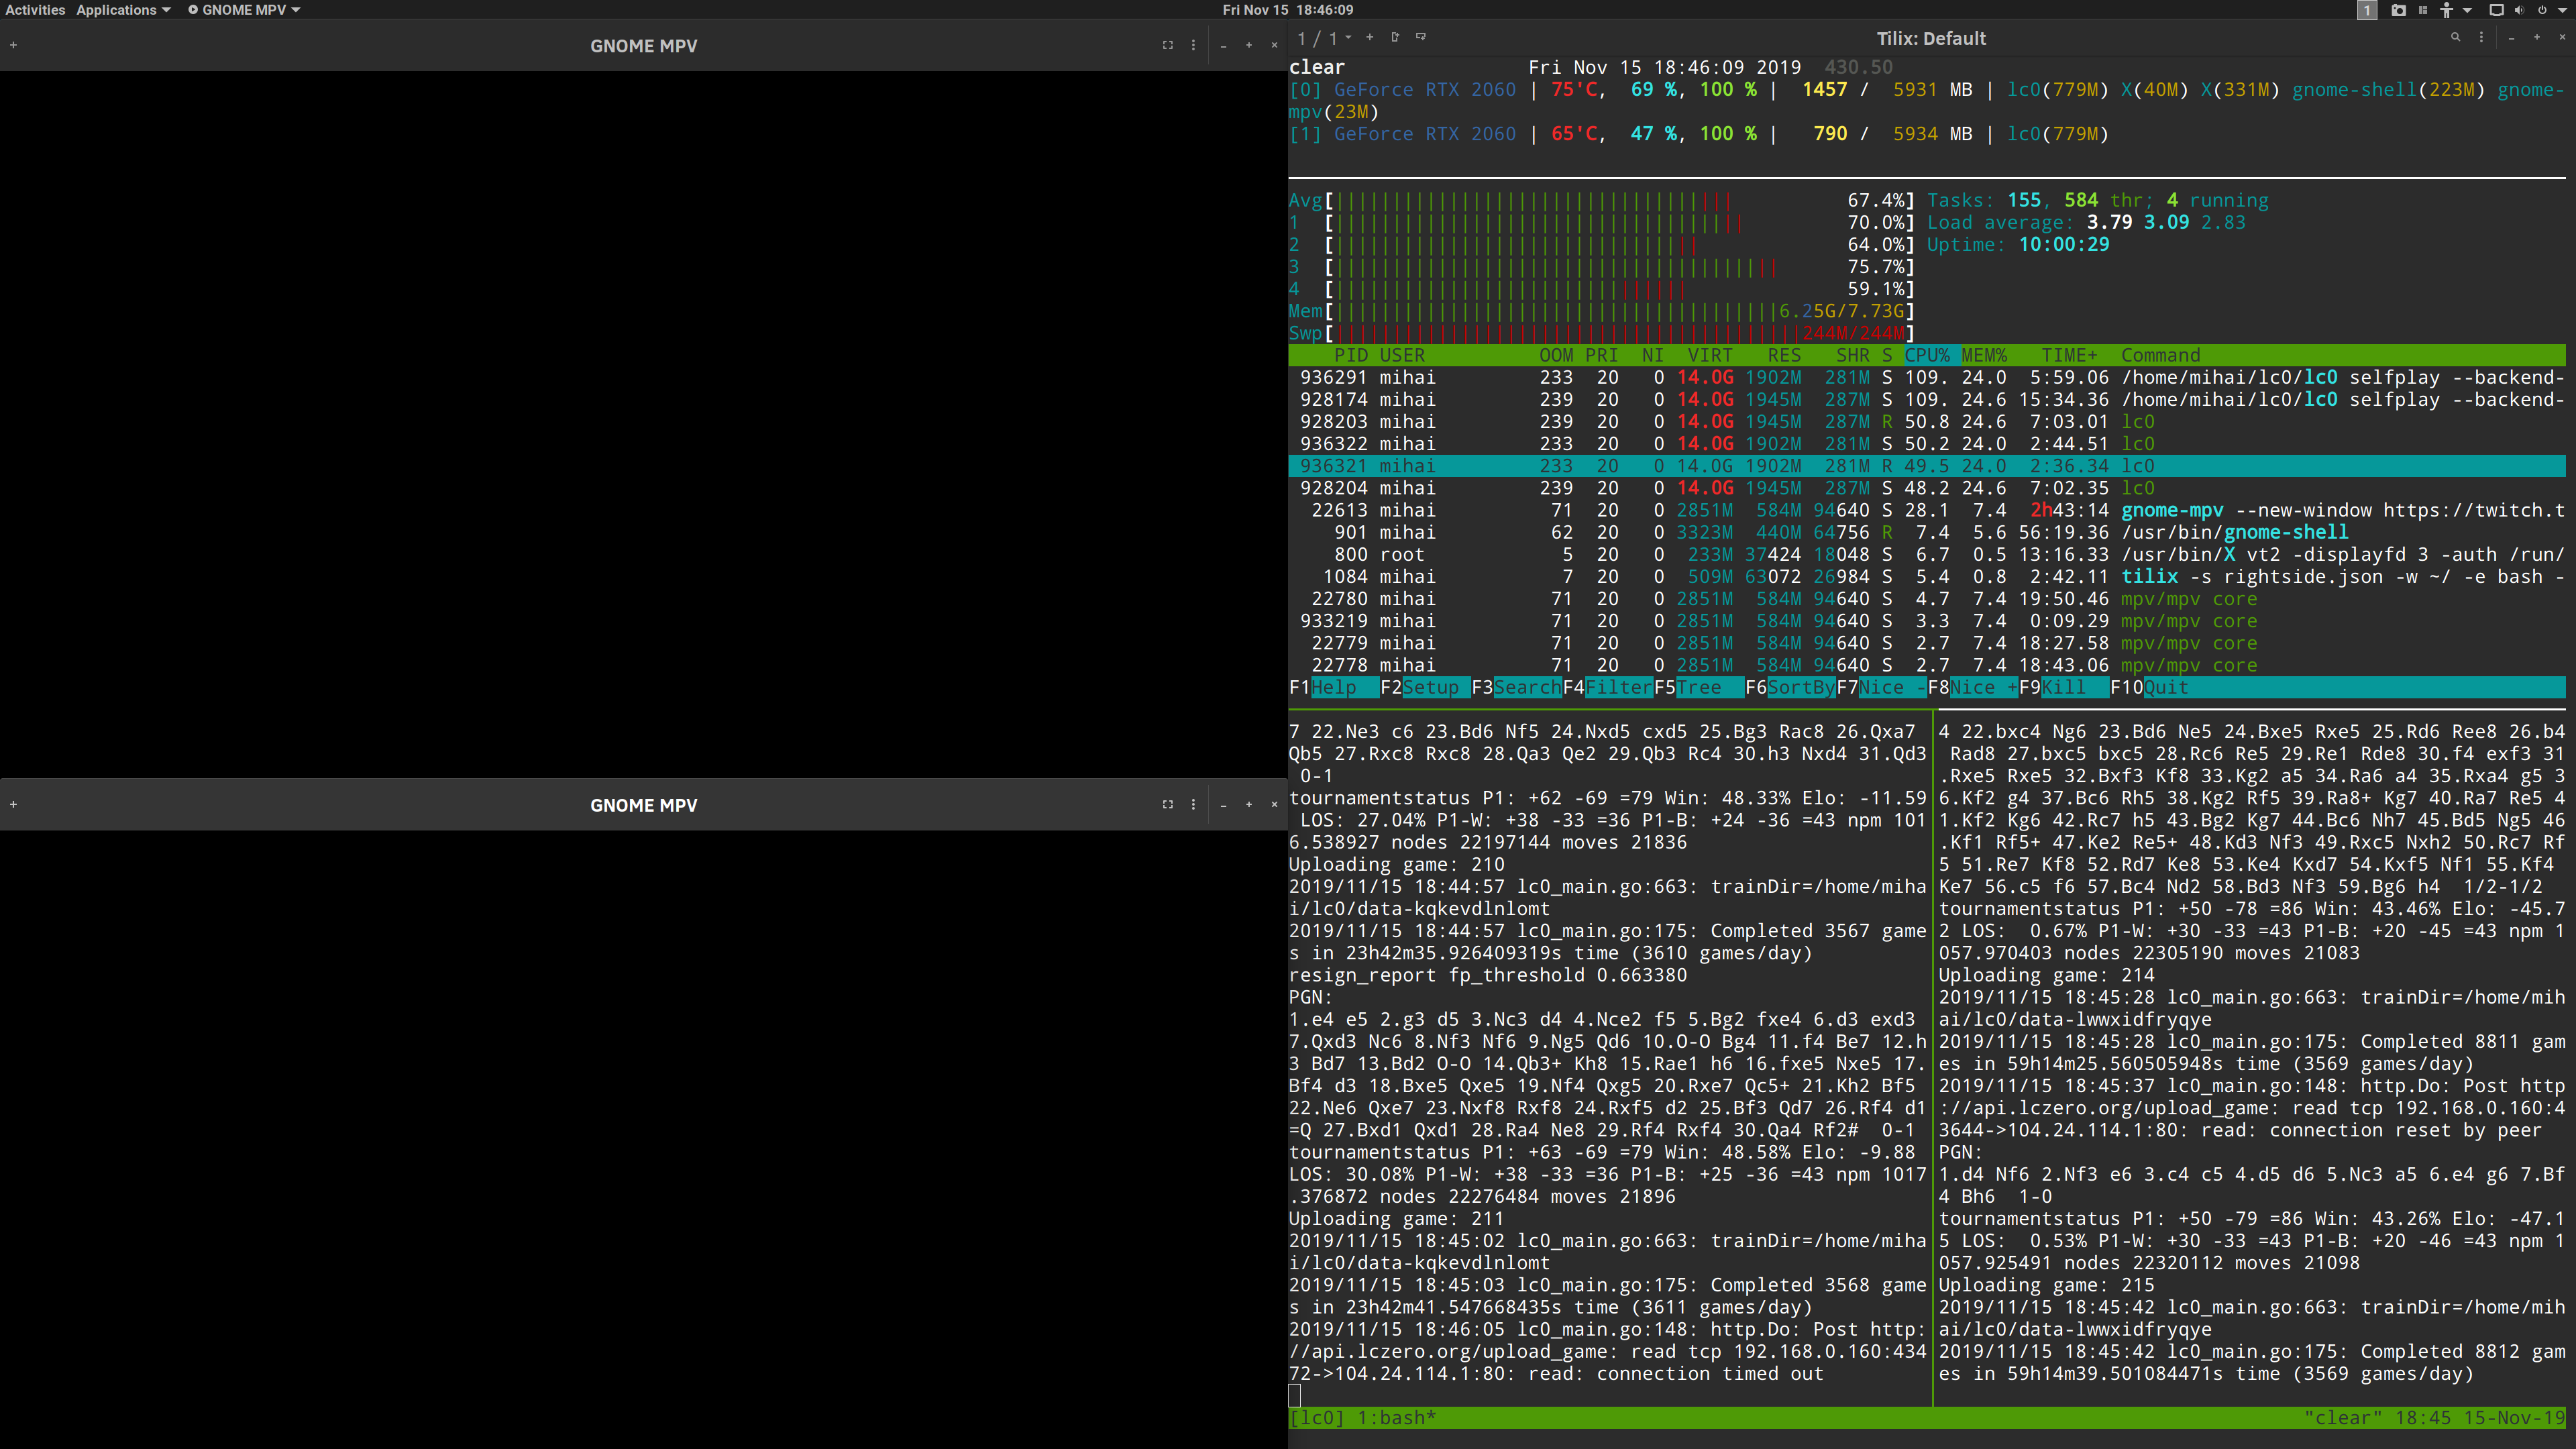 Activities Applications GNOME MPV Fri Nov 15 18:46:09 1
GNOME MPV
GNOME MPV
1 / 1 Tilix: Default
clear Fri Nov 15 18:46:09 2019 430.50
[0] GeForce RTX 2060 | 75'C, 69 %, 100 % | 1457 / 5931 MB | lc0(779M) X(40M) X(331M) gnome-shell(223M) gnome-
mpv(23M)
[1] GeForce RTX 2060 | 65'C, 47 %, 100 % | 790 / 5934 MB | lc0(779M)
Avg[ 67.4%] Tasks: 155, 584 thr; 4 running
1 [ 70.0%] Load average: 3.79 3.09 2.83
2 [ 64.0%] Uptime: 10:00:29
3 [ 75.7%]
4 [ 59.1%]
Mem[ 6.25G/7.73G]
Swp[ 244M/244M]
PID USER OOM PRI NI VIRT RES SHR S CPU% MEM% TIME+ Command
936291 mihai 233 20 0 14.0G 1902M 281M S 109. 24.0 5:59.06 /home/mihai/lc0/lc0 selfplay --backend-
928174 mihai 239 20 0 14.0G 1945M 287M S 109. 24.6 15:34.36 /home/mihai/lc0/lc0 selfplay --backend-
928203 mihai 239 20 0 14.0G 1945M 287M R 50.8 24.6 7:03.01 lc0
936322 mihai 233 20 0 14.0G 1902M 281M S 50.2 24.0 2:44.51 lc0
936321 mihai 233 20 0 14.0G 1902M 281M R 49.5 24.0 2:36.34 lc0
928204 mihai 239 20 0 14.0G 1945M 287M S 48.2 24.6 7:02.35 lc0
22613 mihai 71 20 0 2851M 584M 94640 S 28.1 7.4 2h43:14 gnome-mpv --new-window https://twitch.t
901 mihai 62 20 0 3323M 440M 64756 R 7.4 5.6 56:19.36 /usr/bin/gnome-shell
800 root 5 20 0 233M 37424 18048 S 6.7 0.5 13:16.33 /usr/bin/X vt2 -displayfd 3 -auth /run/
1084 mihai 7 20 0 509M 63072 26984 S 5.4 0.8 2:42.11 tilix -s rightside.json -w ~/ -e bash -
22780 mihai 71 20 0 2851M 584M 94640 S 4.7 7.4 19:50.46 mpv/mpv core
933219 mihai 71 20 0 2851M 584M 94640 S 3.3 7.4 0:09.29 mpv/mpv core
22779 mihai 71 20 0 2851M 584M 94640 S 2.7 7.4 18:27.58 mpv/mpv core
22778 mihai 71 20 0 2851M 584M 94640 S 2.7 7.4 18:43.06 mpv/mpv core
F1Help F2Setup F3SearchF4FilterF5Tree F6SortByF7Nice -F8Nice +F9Kill F10Quit
7 22.Ne3 c6 23.Bd6 Nf5 24.Nxd5 cxd5 25.Bg3 Rac8 26.Qxa7
Qb5 27.Rxc8 Rxc8 28.Qa3 Qe2 29.Qb3 Rc4 30.h3 Nxd4 31.Qd3
0-1
tournamentstatus P1: +62 -69 =79 Win: 48.33% Elo: -11.59
LOS: 27.04% P1-W: +38 -33 =36 P1-B: +24 -36 =43 npm 101
6.538927 nodes 22197144 moves 21836
Uploading game: 210
2019/11/15 18:44:57 lc0_main.go:663: trainDir=/home/miha
i/lc0/data-kqkevdlnlomt
2019/11/15 18:44:57 lc0_main.go:175: Completed 3567 game
s in 23h42m35.926409319s time (3610 games/day)
resign_report fp_threshold 0.663380
PGN:
1.e4 e5 2.g3 d5 3.Nc3 d4 4.Nce2 f5 5.Bg2 fxe4 6.d3 exd3
7.Qxd3 Nc6 8.Nf3 Nf6 9.Ng5 Qd6 10.O-O Bg4 11.f4 Be7 12.h
3 Bd7 13.Bd2 O-O 14.Qb3+ Kh8 15.Rae1 h6 16.fxe5 Nxe5 17.
Bf4 d3 18.Bxe5 Qxe5 19.Nf4 Qxg5 20.Rxe7 Qc5+ 21.Kh2 Bf5
22.Ne6 Qxe7 23.Nxf8 Rxf8 24.Rxf5 d2 25.Bf3 Qd7 26.Rf4 d1
=Q 27.Bxd1 Qxd1 28.Ra4 Ne8 29.Rf4 Rxf4 30.Qa4 Rf2# 0-1
tournamentstatus P1: +63 -69 =79 Win: 48.58% Elo: -9.88
LOS: 30.08% P1-W: +38 -33 =36 P1-B: +25 -36 =43 npm 1017
.376872 nodes 22276484 moves 21896
Uploading game: 211
2019/11/15 18:45:02 lc0_main.go:663: trainDir=/home/miha
i/lc0/data-kqkevdlnlomt
2019/11/15 18:45:03 lc0_main.go:175: Completed 3568 game
s in 23h42m41.547668435s time (3611 games/day)
2019/11/15 18:46:05 lc0_main.go:148: http.Do: Post http:
//api.lczero.org/upload_game: read tcp 192.168.0.160:434
72->104.24.114.1:80: read: connection timed out
4 22.bxc4 Ng6 23.Bd6 Ne5 24.Bxe5 Rxe5 25.Rd6 Ree8 26.b4
Rad8 27.bxc5 bxc5 28.Rc6 Re5 29.Re1 Rde8 30.f4 exf3 31
.Rxe5 Rxe5 32.Bxf3 Kf8 33.Kg2 a5 34.Ra6 a4 35.Rxa4 g5 3
6.Kf2 g4 37.Bc6 Rh5 38.Kg2 Rf5 39.Ra8+ Kg7 40.Ra7 Re5 4
1.Kf2 Kg6 42.Rc7 h5 43.Bg2 Kg7 44.Bc6 Nh7 45.Bd5 Ng5 46
.Kf1 Rf5+ 47.Ke2 Re5+ 48.Kd3 Nf3 49.Rxc5 Nxh2 50.Rc7 Rf
5 51.Re7 Kf8 52.Rd7 Ke8 53.Ke4 Kxd7 54.Kxf5 Nf1 55.Kf4
Ke7 56.c5 f6 57.Bc4 Nd2 58.Bd3 Nf3 59.Bg6 h4 1/2-1/2
tournamentstatus P1: +50 -78 =86 Win: 43.46% Elo: -45.7
2 LOS: 0.67% P1-W: +30 -33 =43 P1-B: +20 -45 =43 npm 1
057.970403 nodes 22305190 moves 21083
Uploading game: 214
2019/11/15 18:45:28 lc0_main.go:663: trainDir=/home/mih
ai/lc0/data-lwwxidfryqye
2019/11/15 18:45:28 lc0_main.go:175: Completed 8811 gam
es in 59h14m25.560505948s time (3569 games/day)
2019/11/15 18:45:37 lc0_main.go:148: http.Do: Post http
://api.lczero.org/upload_game: read tcp 192.168.0.160:4
3644->104.24.114.1:80: read: connection reset by peer
PGN:
1.d4 Nf6 2.Nf3 e6 3.c4 c5 4.d5 d6 5.Nc3 a5 6.e4 g6 7.Bf
4 Bh6 1-0
tournamentstatus P1: +50 -79 =86 Win: 43.26% Elo: -47.1
5 LOS: 0.53% P1-W: +30 -33 =43 P1-B: +20 -46 =43 npm 1
057.925491 nodes 22320112 moves 21098
Uploading game: 215
2019/11/15 18:45:42 lc0_main.go:663: trainDir=/home/mih
ai/lc0/data-lwwxidfryqye
2019/11/15 18:45:42 lc0_main.go:175: Completed 8812 gam
es in 59h14m39.501084471s time (3569 games/day)
[lc0] 1:bash* "clear" 18:45 15-Nov-19